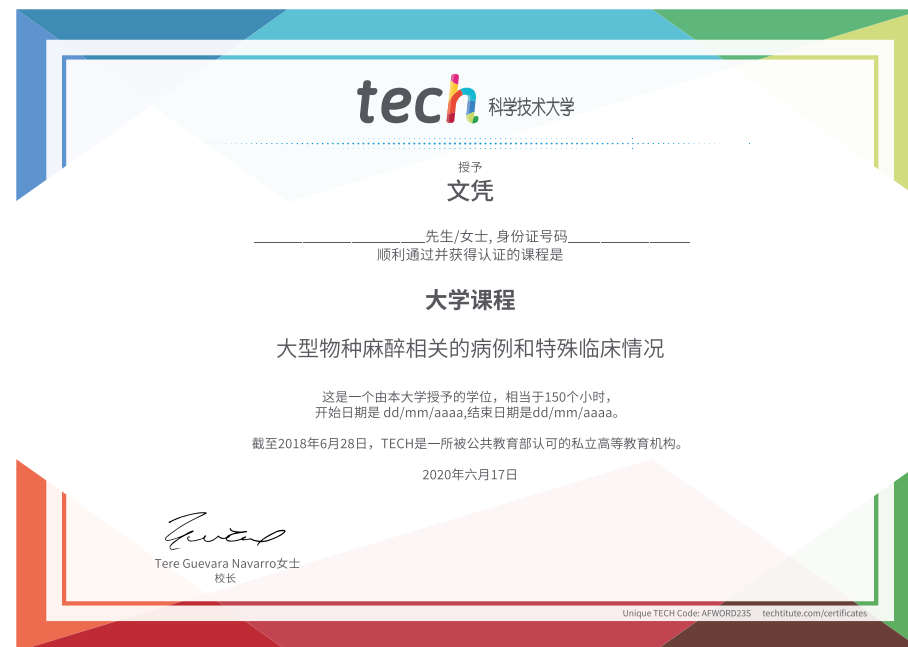 tech 科学技术大学
授予
文凭
______________________先生/女士, 身份证号码_______________
顺利通过并获得认证的课程是
大学课程
大型物种麻醉相关的病例和特殊临床情况
这是一个由本大学授予的学位，相当于150个小时，
开始日期是 dd/mm/aaaa,结束日期是dd/mm/aaaa。
截至2018年6月28日，TECH是一所被公共教育部认可的私立高等教育机构。
2020年六月17日
Tere Guevara Navarro女士
校长
Unique TECH Code: AFWORD23S techtitute.com/certificates